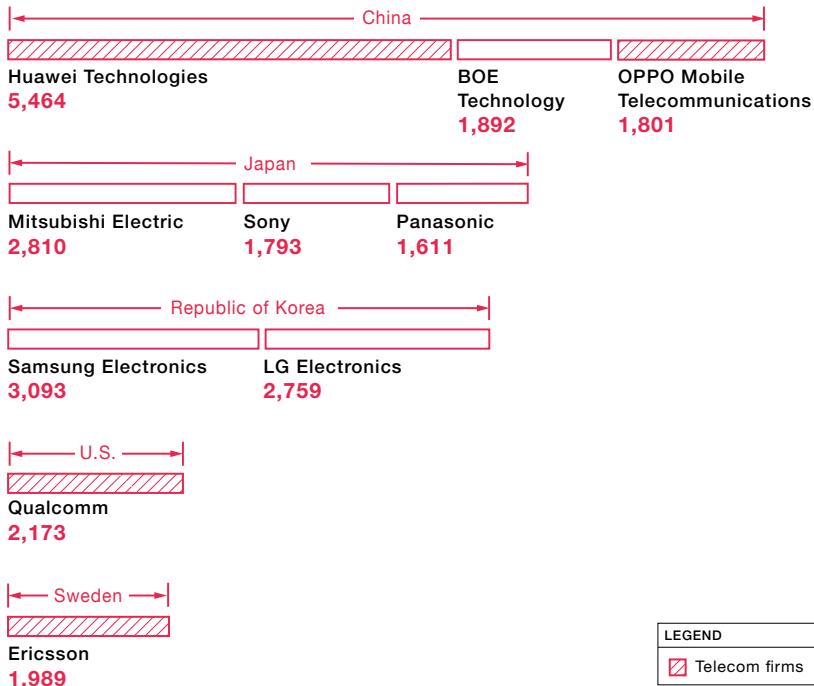 China
Huawei Technologies
5,464
BOE
Technology
1,892
OPPO Mobile
Telecommunications
1,801
Japan
Mitsubishi Electric
2,810
Sony
1,793
Panasonic
1,611
Republic of Korea
Samsung Electronics
3,093
LG Electronics
2,759
U.S.
Qualcomm
2,173
Sweden
Ericsson
1,989
LEGEND
Telecom firms